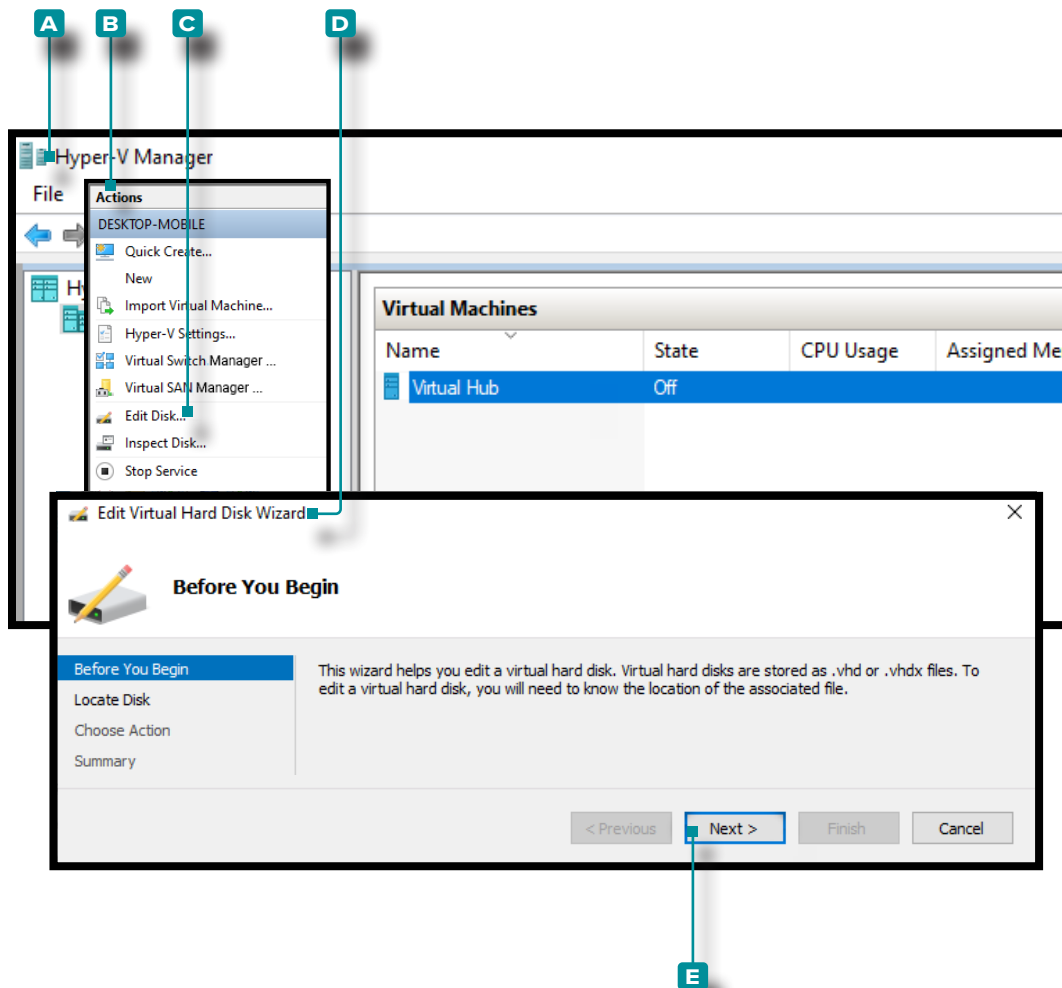 A B C D
Hyper-V Manager
File
Actions
DESKTOP-MOBILE
Quick Create...
New
Import Virtual Machine...
Hyper-V Settings...
Virtual Switch Manager ...
Virtual SAN Manager ...
Edit Disk...
Inspect Disk...
Stop Service
Hy
Virtual Machines
Name State CPU Usage Assigned Me
Virtual Hub Off
Edit Virtual Hard Disk Wizard
Before You Begin
Before You Begin
Locate Disk
Choose Action
Summary
This wizard helps you edit a virtual hard disk. Virtual hard disks are stored as .vhd or .vhdx files. To
edit a virtual hard disk, you will need to know the location of the associated file.
< Previous Next > Finish Cancel
E